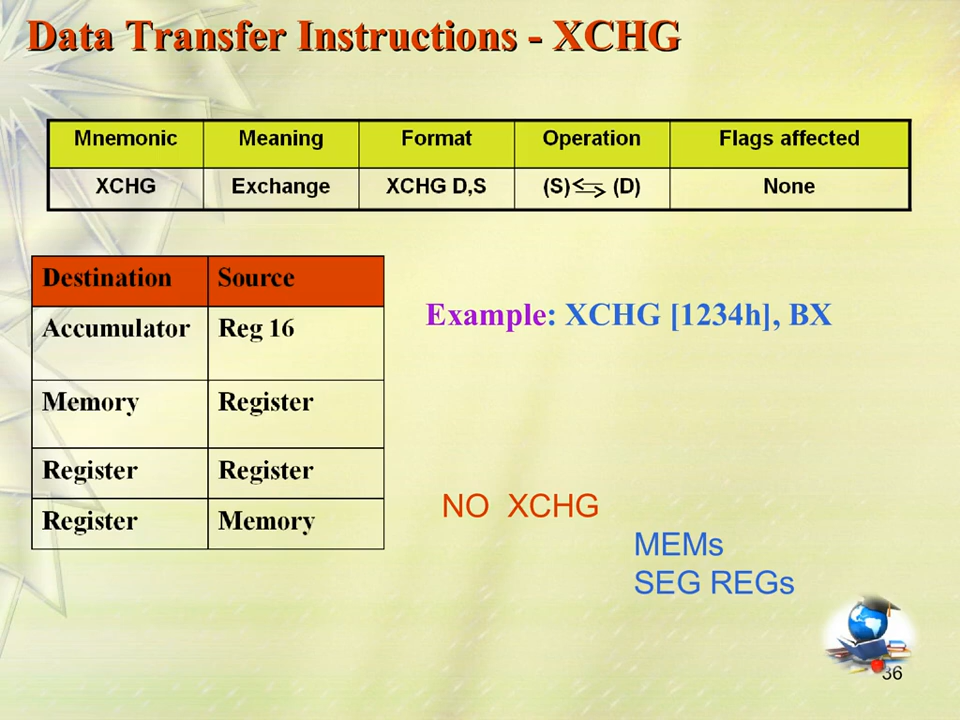 Data Transfer Instructions - XCHG
Mnemonic Meaning Format Operation Flags affected
XCHG Exchange XCHG D,S (S)⇆ (D) None
Destination Source
Accumulator Reg 16
Memory Register
Register Register
Register Memory
Example: XCHG [1234h], BX
NO XCHG
MEMs
SEG REGs
36